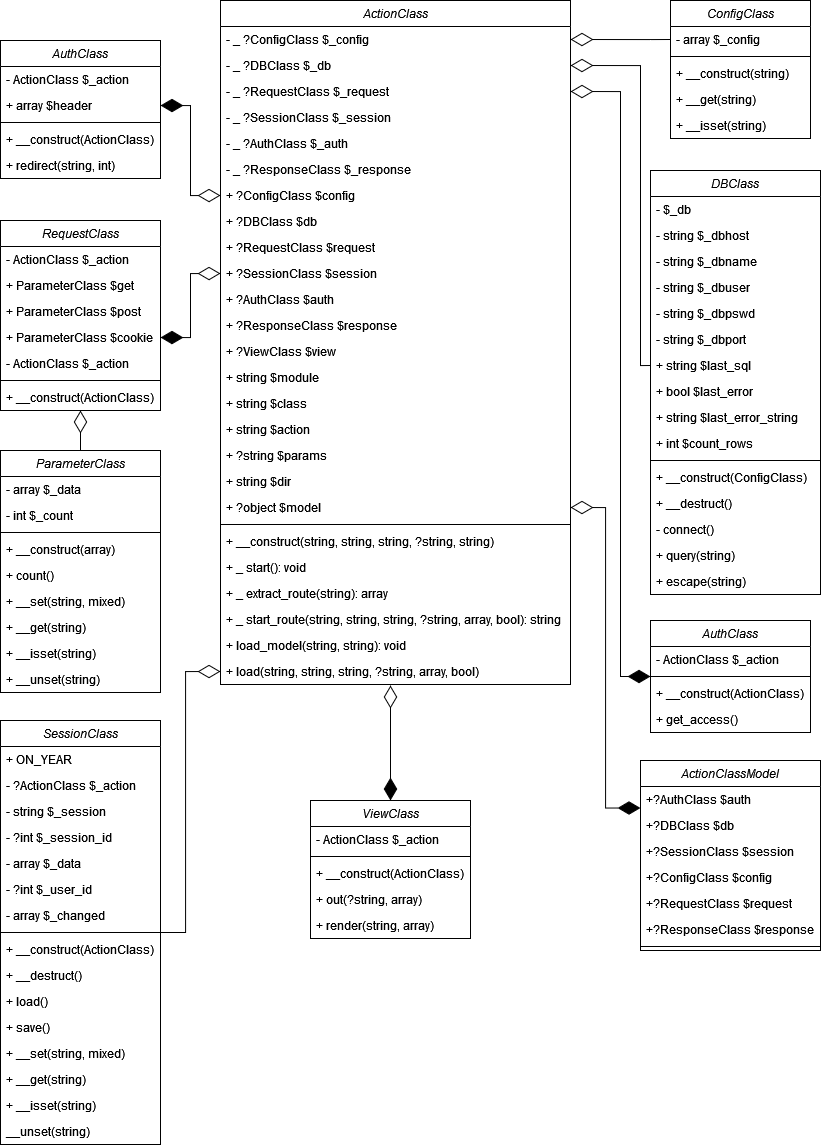 ActionClass
- _ ?ConfigClass $_config
- _ ?DBClass $_db
- _ ?RequestClass $_request
- _ ?SessionClass $_session
- _ ?AuthClass $_auth
- _ ?ResponseClass $_response
+ ?ConfigClass $config
+ ?DBClass $db
+ ?RequestClass $request
+ ?SessionClass $session
+ ?AuthClass $auth
+ ?ResponseClass $response
+ ?ViewClass $view
+ string $module
+ string $class
+ string $action
+ ?string $params
+ string $dir
+ ?object $model
+ __construct(string, string, string, ?string, string)
+ _ start(): void
+ _ extract_route(string): array
+ _ start_route(string, string, string, ?string, array, bool): string
+ load_model(string, string): void
+ load(string, string, string, ?string, array, bool)
AuthClass
- ActionClass $_action
+ array $header
+ __construct(ActionClass)
+ redirect(string, int)
RequestClass
- ActionClass $_action
+ ParameterClass $get
+ ParameterClass $post
+ ParameterClass $cookie
- ActionClass $_action
+ __construct(ActionClass)
ParameterClass
- array $_data
- int $_count
+ __construct(array)
+ count()
+ __set(string, mixed)
+ __get(string)
+ __isset(string)
+ __unset(string)
SessionClass
+ ON_YEAR
- ?ActionClass $_action
- string $_session
- ?int $_session_id
- array $_data
- ?int $_user_id
- array $_changed
+ __construct(ActionClass)
+ __destruct()
+ load()
+ save()
+ __set(string, mixed)
+ __get(string)
+ __isset(string)
__unset(string)
ViewClass
- ActionClass $_action
+ __construct(ActionClass)
+ out(?string, array)
+ render(string, array)
ConfigClass
- array $_config
+ __construct(string)
+ __get(string)
+ __isset(string)
DBClass
- $_db
- string $_dbhost
- string $_dbname
- string $_dbuser
- string $_dbpswd
- string $_dbport
+ string $last_sql
+ bool $last_error
+ string $last_error_string
+ int $count_rows
+ __construct(ConfigClass)
+ __destruct()
- connect()
+ query(string)
+ escape(string)
AuthClass
- ActionClass $_action
+ __construct(ActionClass)
+ get_access()
ActionClassModel
+?AuthClass $auth
+?DBClass $db
+?SessionClass $session
+?ConfigClass $config
+?RequestClass $request
+?ResponseClass $response